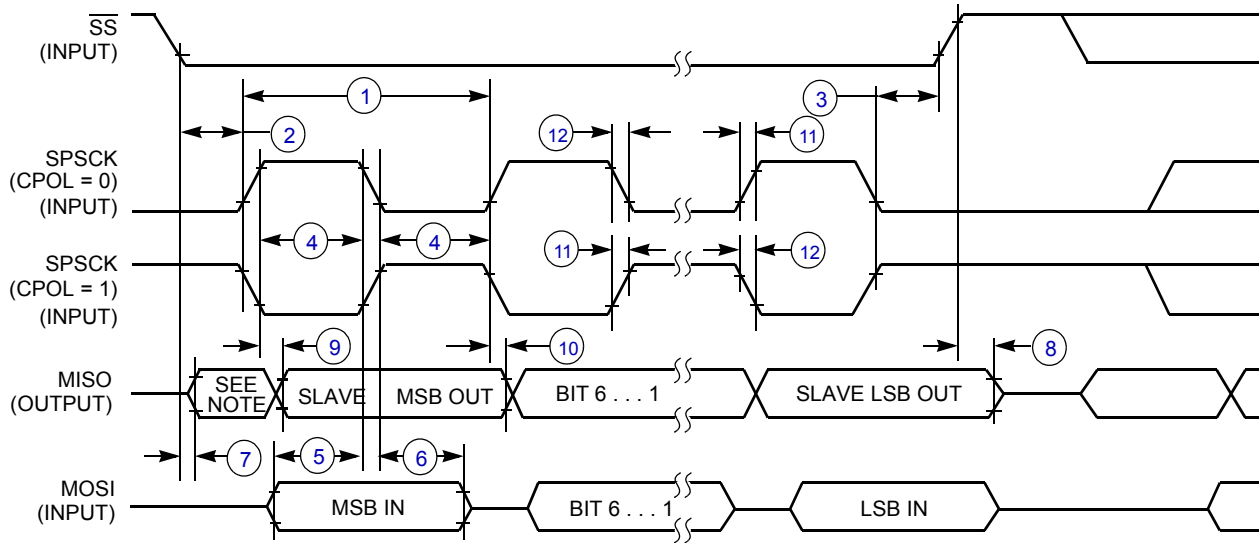 SS
(INPUT)
1
3
2
12
11
SPSCK
(CPOL = 0)
(INPUT)
4
4
11
12
SPSCK
(CPOL = 1)
(INPUT)
9
10
8
MISO
(OUTPUT)
SEE
NOTE
SLAVE
MSB OUT
BIT 6 . . . 1
SLAVE LSB OUT
7
5
6
MOSI
(INPUT)
MSB IN
BIT 6 . . . 1
LSB IN